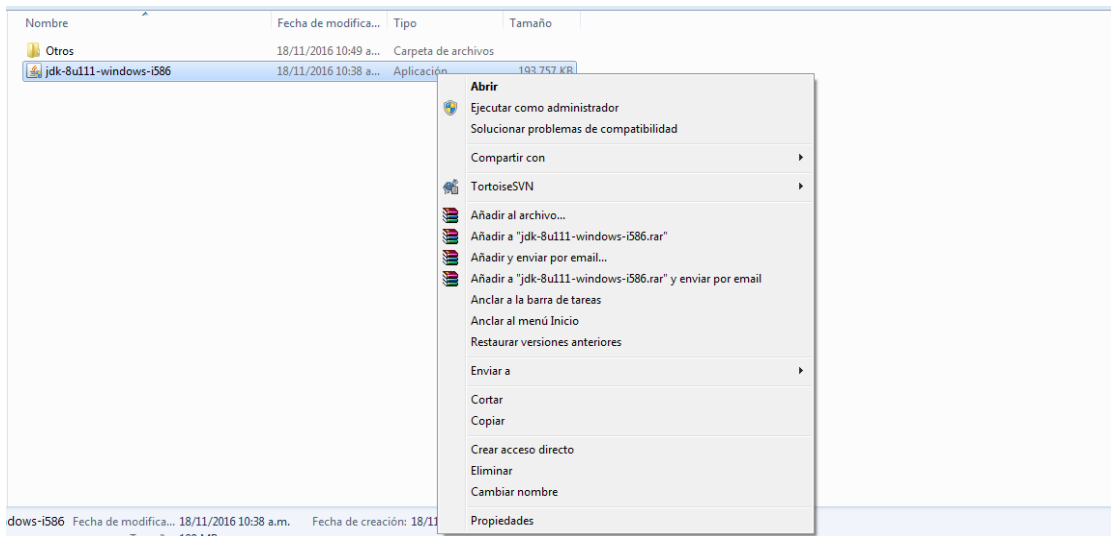 Nombre Fecha de modifica... Tipo Tamaño
Otros 18/11/2016 10:49 a... Carpeta de archivos
jdk-8u111-windows-i586 18/11/2016 10:38 a... Aplicación 193.757 KB
Abrir
Ejecutar como administrador
Solucionar problemas de compatibilidad
Compartir con
TortoiseSVN
Añadir al archivo...
Añadir a "jdk-8u111-windows-i586.rar"
Añadir y enviar por email...
Añadir a "jdk-8u111-windows-i586.rar" y enviar por email
Anclar a la barra de tareas
Anclar al menú Inicio
Restaurar versiones anteriores
Enviar a
Cortar
Copiar
Crear acceso directo
Eliminar
Cambiar nombre
Propiedades
dows-i586 Fecha de modifica... 18/11/2016 10:38 a.m. Fecha de creación: 18/11